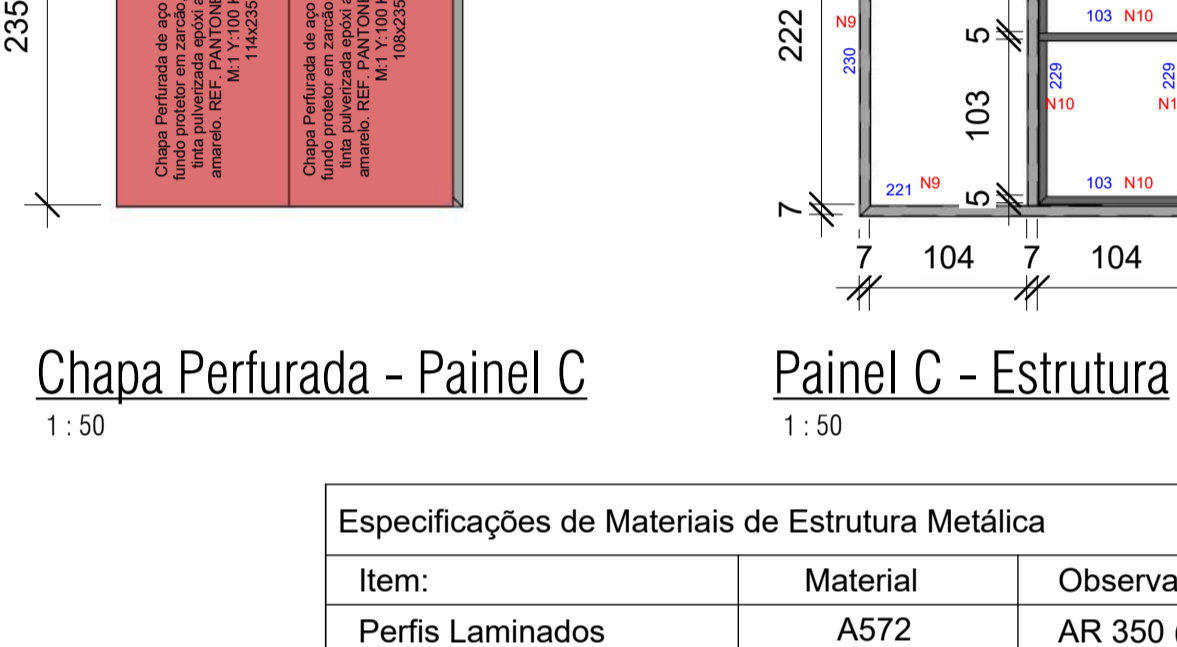 235
Chapa Perfurada de aço
fundo protetor em zarcão,
tinta pulverizada epóxi
amarelo. REF. PANTONE
M:1 Y:100
114x235
Chapa Perfurada de aço
fundo protetor em zarcão,
tinta pulverizada epóxi
amarelo. REF. PANTONE
M:1 Y:100
108x235
222
7
N9
230
221 N9
5
103
5
103 N10
229
N10
229
103 N10
7 104 7 104
Chapa Perfurada - Painel C
1 : 50
Painel C - Estrutura
1 : 50
Especificações de Materiais de Estrutura Metálica
Item: Material
Perfis Laminados A572 AR 350